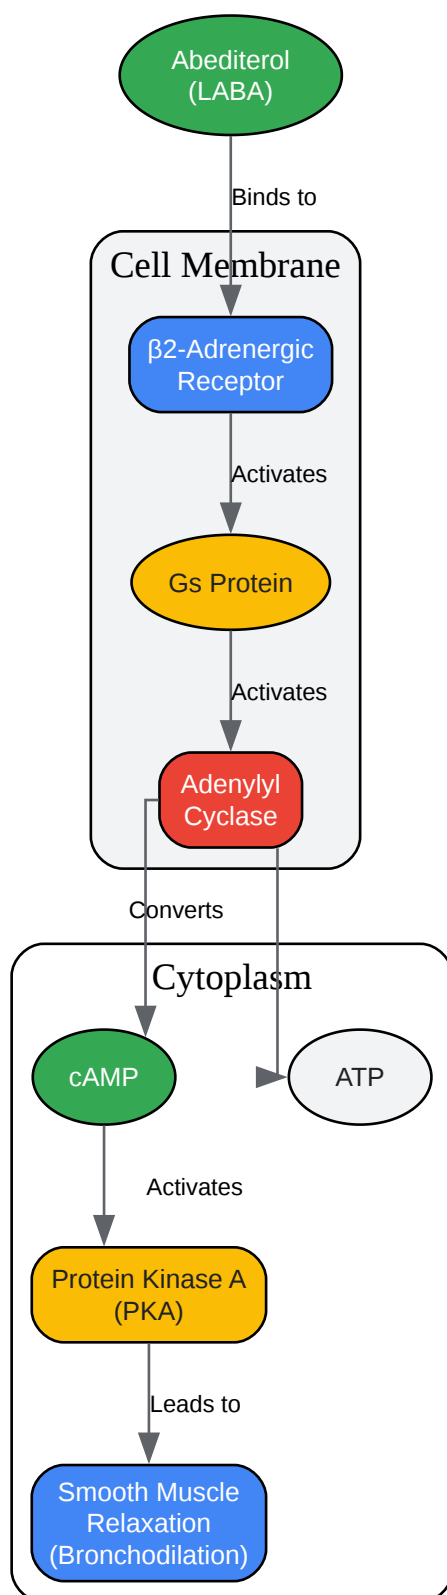 Abediterol
(LABA)
Binds to
Cell Membrane
β2-Adrenergic
Receptor
Activates
Gs Protein
Activates
Adenylyl
Cyclase
Converts
Cytoplasm
cAMP
ATP
Activates
Protein Kinase A
(PKA)
Leads to
Smooth Muscle
Relaxation
(Bronchodilation)